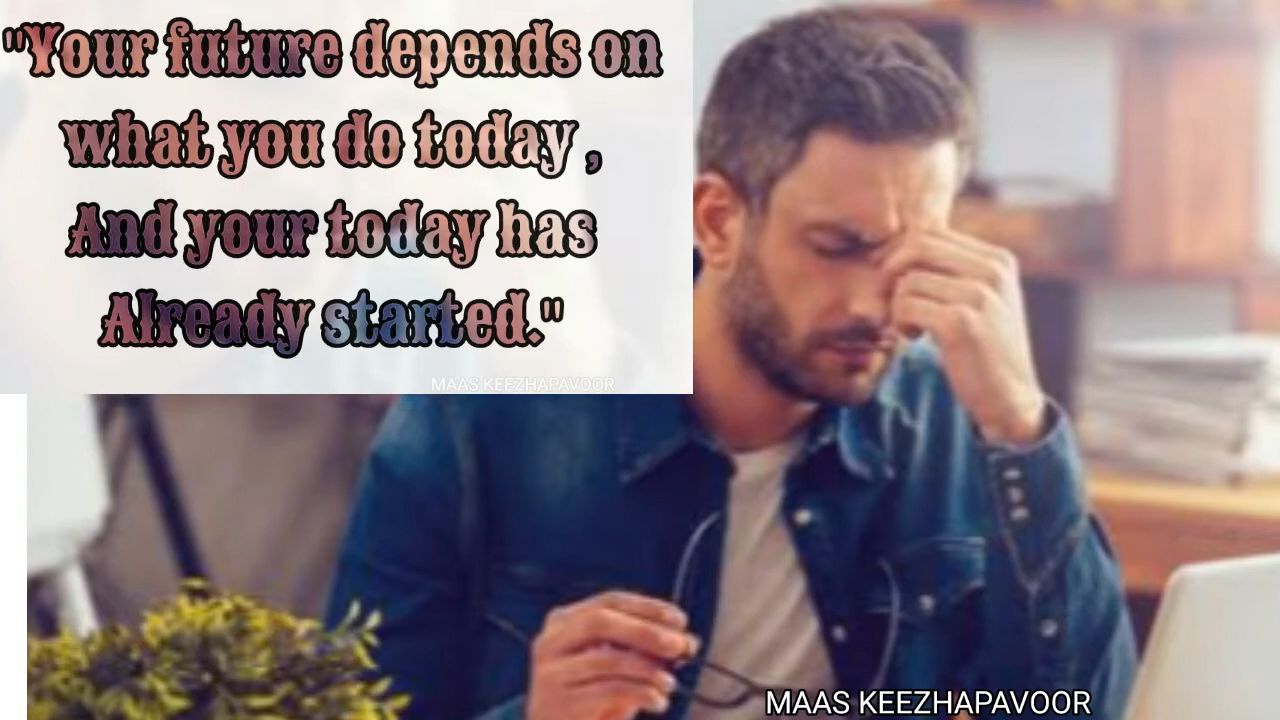 "Your future depends on
what you do today ,
And your today has
Already started."
MAAS KEEZHAPAVOOR
MAAS KEEZHAPAVOOR